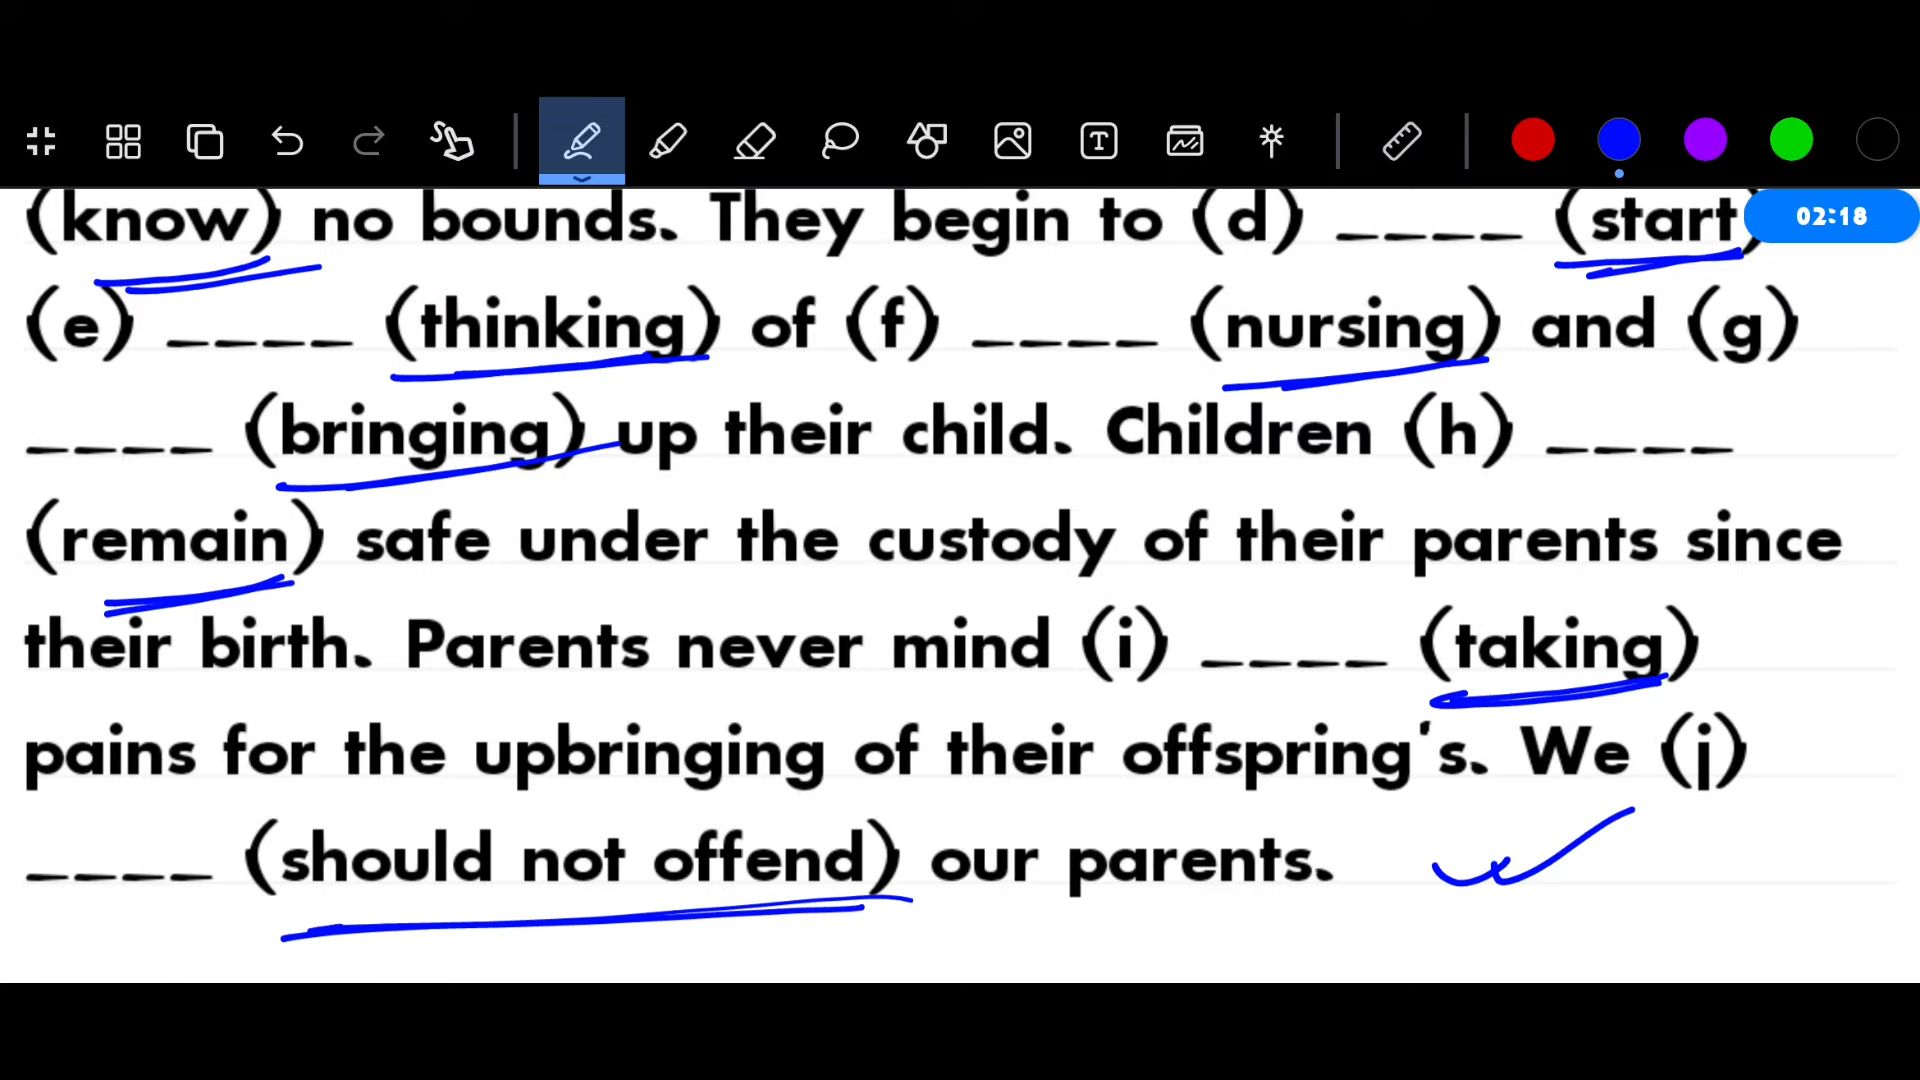 (know) no bounds. They begin to (d) ____ (start) 02:18
(e) ____ (thinking) of (f) ____ (nursing) and (g)
____ (bringing) up their child. Children (h) ____
(remain) safe under the custody of their parents since
their birth. Parents never mind (i) ____ (taking)
pains for the upbringing of their offspring's. We (j)
____ (should not offend) our parents.